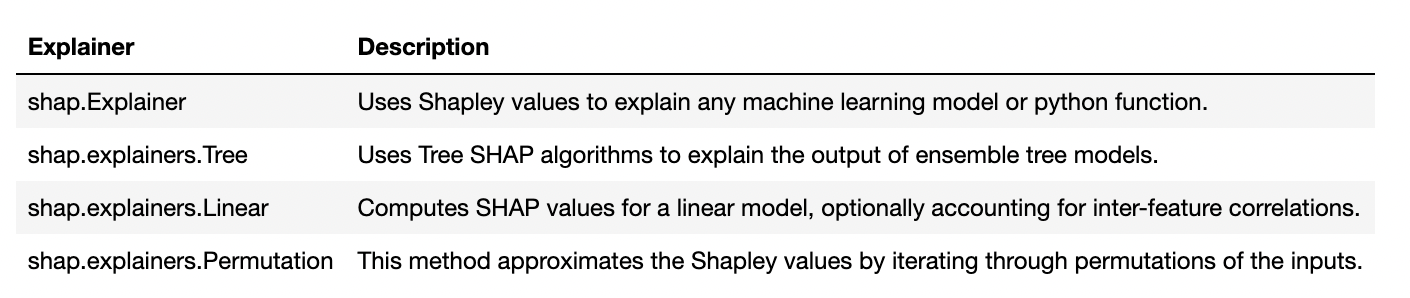 Explainer Description
shap.Explainer Uses Shapley values to explain any machine learning model or python function.
shap.explainers.Tree Uses Tree SHAP algorithms to explain the output of ensemble tree models.
shap.explainers.Linear Computes SHAP values for a linear model, optionally accounting for inter-feature correlations.
shap.explainers.Permutation This method approximates the Shapley values by iterating through permutations of the inputs.